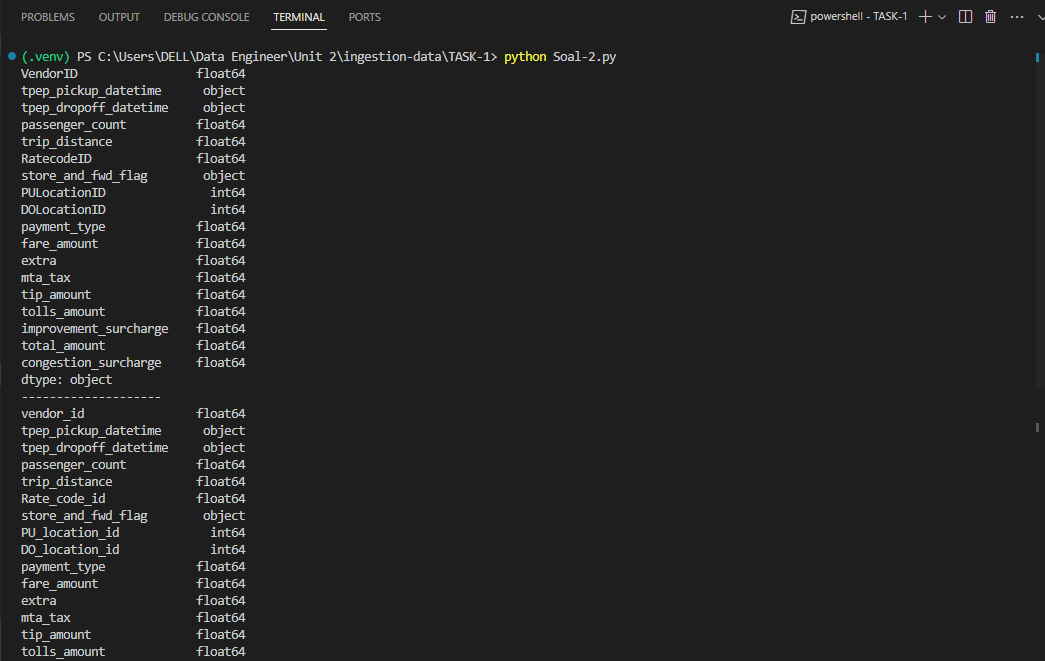 PROBLEMS OUTPUT DEBUG CONSOLE TERMINAL PORTS powershell - TASK-1
(.venv) PS C:\Users\DELL\Data Engineer\Unit 2\ingestion-data\TASK-1> python Soal-2.py
VendorID float64
tpep_pickup_datetime object
tpep_dropoff_datetime object
passenger_count float64
trip_distance float64
RatecodeID float64
store_and_fwd_flag object
PULocationID int64
DOLocationID int64
payment_type float64
fare_amount float64
extra float64
mta_tax float64
tip_amount float64
tolls_amount float64
improvement_surcharge float64
total_amount float64
congestion_surcharge float64
dtype: object
--------------------
vendor_id float64
tpep_pickup_datetime object
tpep_dropoff_datetime object
passenger_count float64
trip_distance float64
Rate_code_id float64
store_and_fwd_flag object
PU_location_id int64
DO_location_id int64
payment_type float64
fare_amount float64
extra float64
mta_tax float64
tip_amount float64
tolls_amount float64